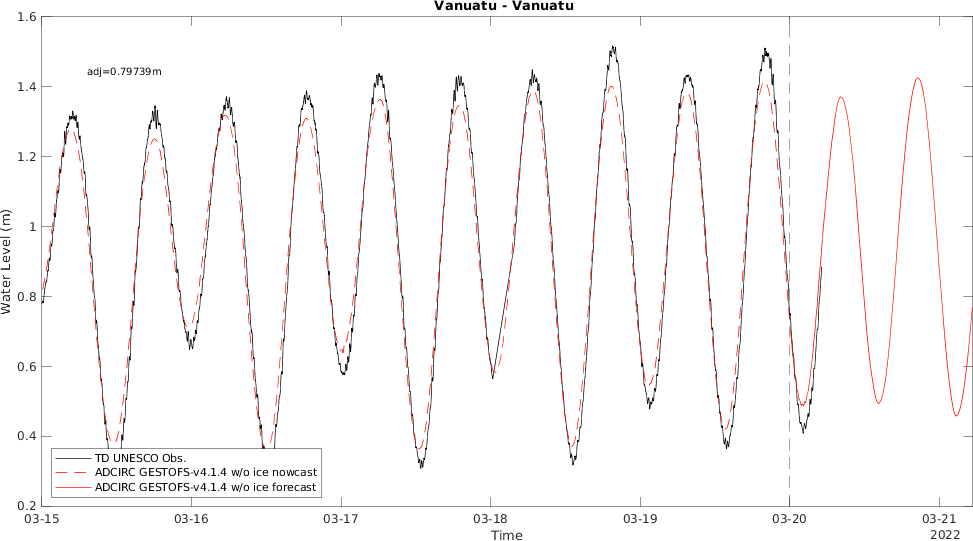 Vanuatu - Vanuatu
1.6
adj=0.79739m
1.4
1.2
1
0.8
0.6
0.4
0.2
Water Level (m)
TD UNESCO Obs.
ADCIRC GESTOFS-v4.1.4 w/o ice nowcast
ADCIRC GESTOFS-v4.1.4 w/o ice forecast
03-15 03-16 03-17 03-18 03-19 03-20 03-21
Time 2022